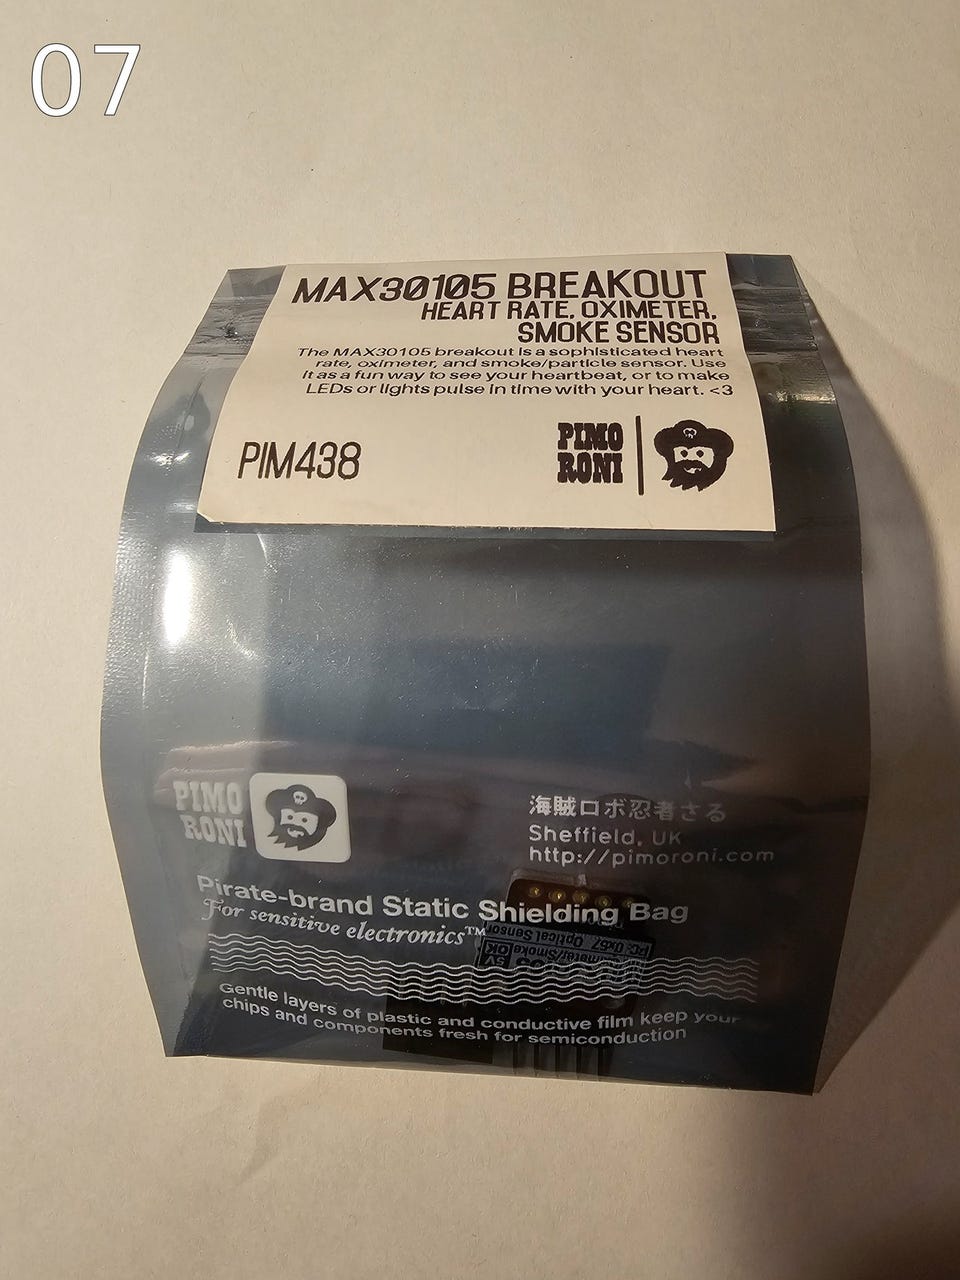 07
MAX30105 BREAKOUT
HEART RATE, OXIMETER,
SMOKE SENSOR
The MAX30105 breakout is a sophisticated heart
rate, oximeter, and smoke/particle sensor. Use
it as a fun way to see your heartbeat, or to make
LEDs or lights pulse in time with your heart. <3
PIM438
PIMO
RONI
PIMO
RONI
海賊ロボ忍者さる
Sheffield, UK
http://pimoroni.com
Pirate-brand Static Shielding Bag
For sensitive electronics™
Optical Sensor
5V
OK
Gentle layers of plastic and conductive film keep your
chips and components fresh for semiconduction